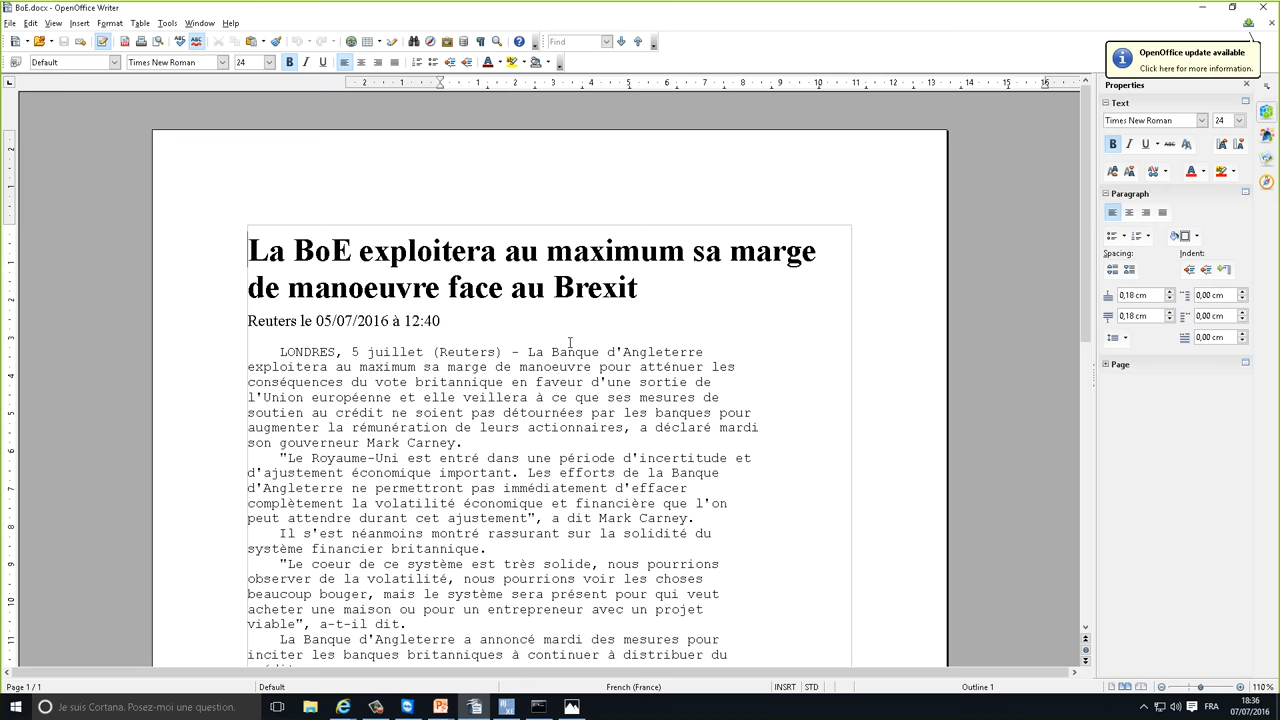 BoE.docx - OpenOffice Writer
File Edit View Insert Format Table Tools Window Help
Find
OpenOffice update available
Click here for more information.
Default Times New Roman 24
Properties
Text
Times New Roman 24
Paragraph
Spacing: Indent:
0,18 cm 0,00 cm
0,18 cm 0,00 cm
0,00 cm
Page
La BoE exploitera au maximum sa marge
de manoeuvre face au Brexit
Reuters le 05/07/2016 à 12:40
LONDRES, 5 juillet (Reuters) - La Banque d'Angleterre
exploitera au maximum sa marge de manoeuvre pour atténuer les
conséquences du vote britannique en faveur d'une sortie de
l'Union européenne et elle veillera à ce que ses mesures de
soutien au crédit ne soient pas détournées par les banques pour
augmenter la rémunération de leurs actionnaires, a déclaré mardi
son gouverneur Mark Carney.
"Le Royaume-Uni est entré dans une période d'incertitude et
d'ajustement économique important. Les efforts de la Banque
d'Angleterre ne permettront pas immédiatement d'effacer
complètement la volatilité économique et financière que l'on
peut attendre durant cet ajustement", a dit Mark Carney.
Il s'est néanmoins montré rassurant sur la solidité du
système financier britannique.
"Le coeur de ce système est très solide, nous pourrions
observer de la volatilité, nous pourrions voir les choses
beaucoup bouger, mais le système sera présent pour qui veut
acheter une maison ou pour un entrepreneur avec un projet
viable", a-t-il dit.
La Banque d'Angleterre a annoncé mardi des mesures pour
inciter les banques britanniques à continuer à distribuer du
Page 1 / 1 Default French (France) INSRT STD Outline 1 110%
Je suis Cortana. Posez-moi une question.
FRA
18:36
07/07/2016